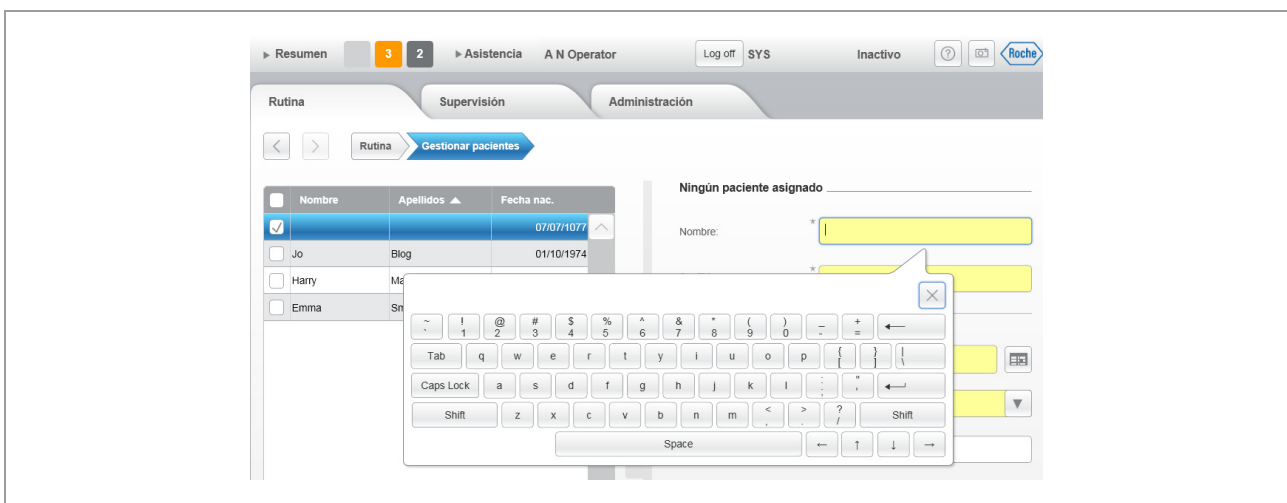 ▶ Resumen 3 2 ▶ Asistencia A N Operator Log off SYS Inactivo ? Roche
Rutina Supervisión Administración
< > Rutina Gestionar pacientes
Ningún paciente asignado
Nombre Apellidos ▲ Fecha nac.
07/07/1077
Nombre: *
Jo Blog 01/10/1974
*
Harry Ma
Emma Sm
~ ` ! 1 @ 2 # 3 $ 4 % 5 ^ 6 & 7 * 8 ( 9 ) 0 _ - + = ←
Tab q w e r t y i u o p { [ } ] | \
Caps Lock a s d f g h j k l : ; " ' ↵
Shift z x c v b n m < , > . ? / Shift
Space ← ↑ ↓ →